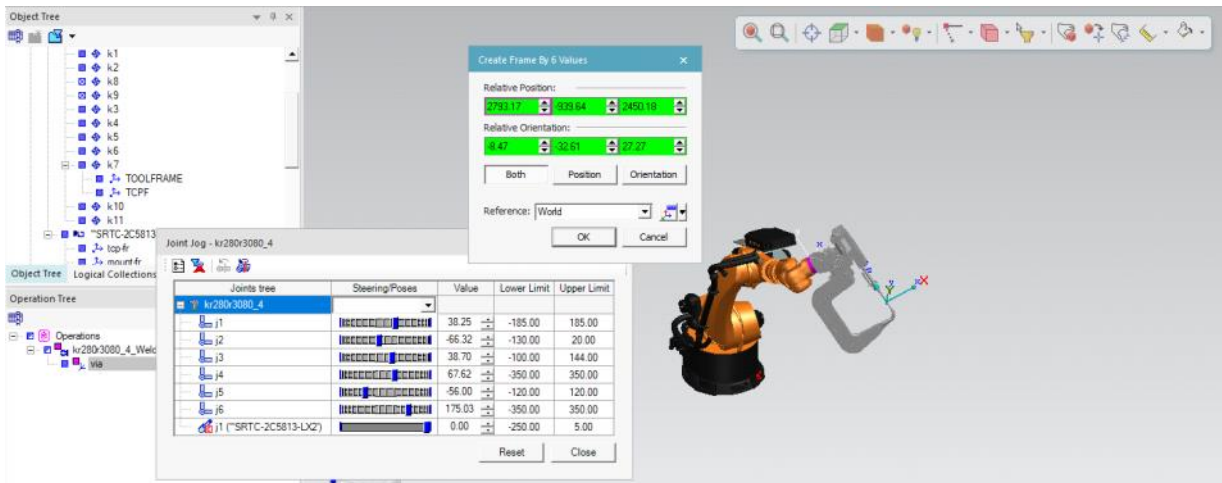 Object Tree
k1
k2
k8
k9
k3
k4
k5
k6
k7
TOOLFRAME
TCPF
k10
k11
"SRTC-2C5813
tcp-fr
mount-fr
Object Tree Logical Collections
Operation Tree
Operations
kr280r3080_4_Weld
via
Create Frame By 6 Values
Relative Position:
2793.17 -939.64 2450.18
Relative Orientation:
-8.47 -32.61 27.27
Both Position Orientation
Reference: World
OK Cancel
Joint Jog - kr280r3080_4
Joints tree Steering/Poses Value Lower Limit Upper Limit
kr280r3080_4
j1 38.25 -185.00 185.00
j2 -66.32 -130.00 20.00
j3 38.70 -100.00 144.00
j4 67.62 -350.00 350.00
j5 -56.00 -120.00 120.00
j6 175.03 -350.00 350.00
j1 ("SRTC-2C5813-LX2') 0.00 -250.00 5.00
Reset Close